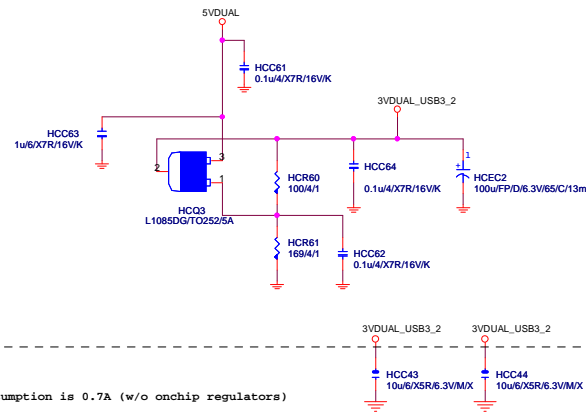 5VDUAL
HCC61
0.1u/4/X7R/16V/K
3VDUAL_USB3_2
HCC63
1u/6/X7R/16V/K
2
3
1
HCQ3
L1085DG/TO252/5A
HCR60
100/4/1
HCC64
0.1u/4/X7R/16V/K
1
+
HCEC2
100u/FP/D/6.3V/65/C/13m
HCR61
169/4/1
HCC62
0.1u/4/X7R/16V/K
3VDUAL_USB3_2
3VDUAL_USB3_2
HCC43
10u/6/X5R/6.3V/M/X
HCC44
10u/6/X5R/6.3V/M/X
umption is 0.7A (w/o onchip regulators)